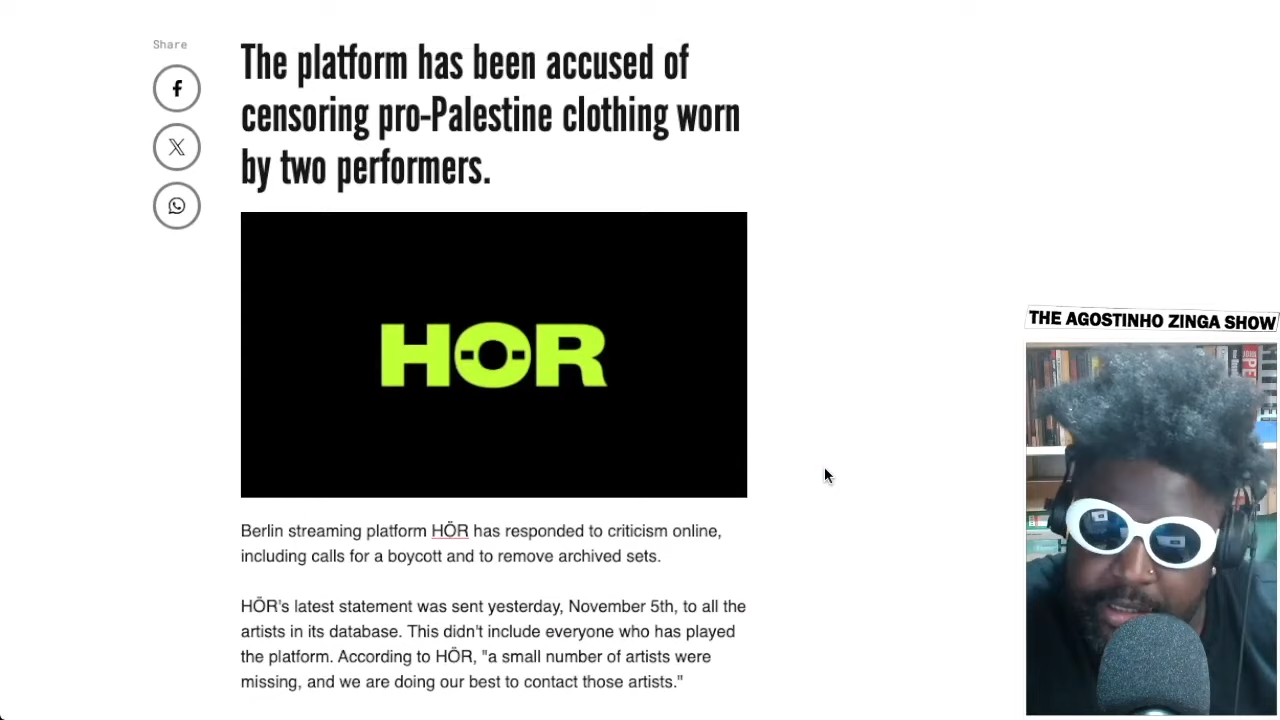 Share
The platform has been accused of
censoring pro-Palestine clothing worn
by two performers.
HÖR
Berlin streaming platform HÖR has responded to criticism online,
including calls for a boycott and to remove archived sets.
HÖR's latest statement was sent yesterday, November 5th, to all the
artists in its database. This didn't include everyone who has played
the platform. According to HÖR, "a small number of artists were
missing, and we are doing our best to contact those artists."
THE AGOSTINHO ZINGA SHOW